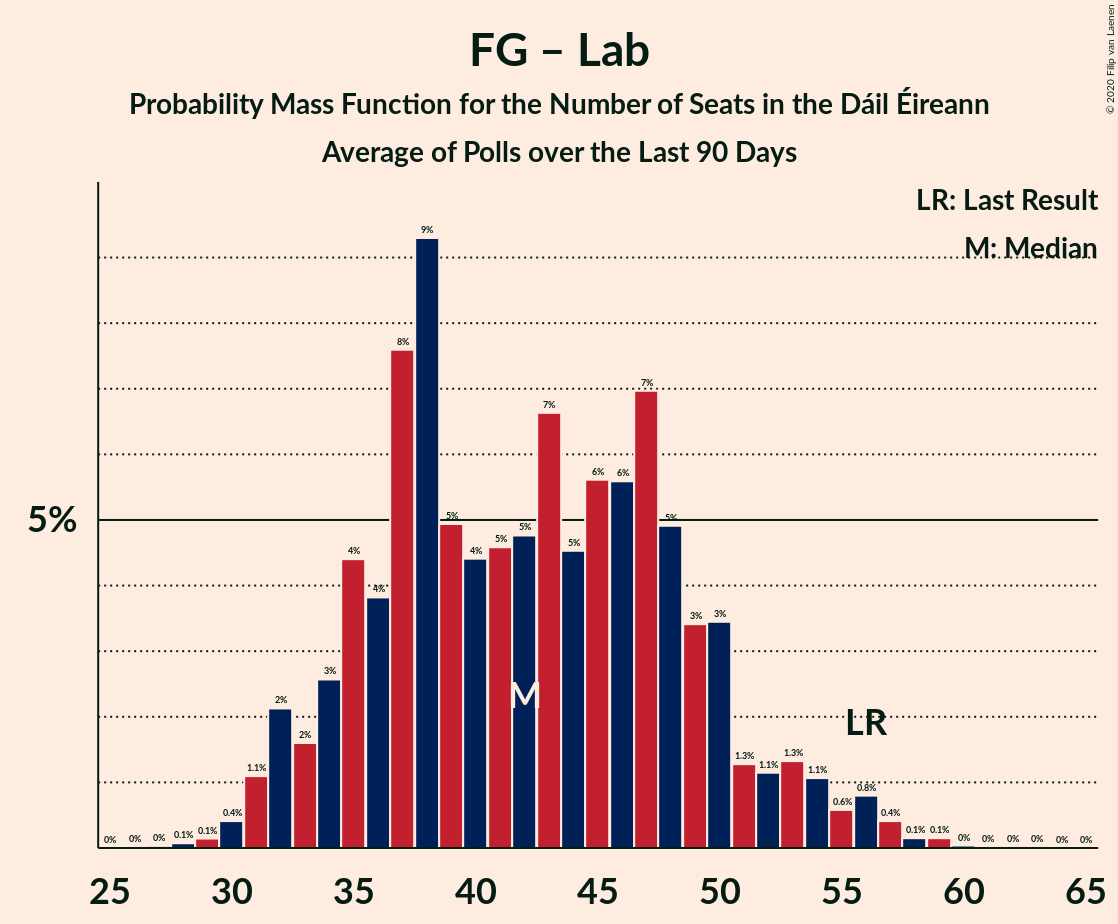 FG – Lab
Probability Mass Function for the Number of Seats in the Dáil Éireann
Average of Polls over the Last 90 Days
© 2020 Filip van Laenen
LR: Last Result
M: Median
5%
0% 0% 0% 0.1% 0.1% 0.4% 1.1% 2% 2% 3% 4% 4% 8% 9% 5% 4% 5% 5% 7% 5% 6% 6% 7% 5% 3% 3% 1.3% 1.1% 1.3% 1.1% 0.6% 0.8% 0.4% 0.1% 0.1% 0% 0% 0% 0% 0% 0%
M
LR
25 30 35 40 45 50 55 60 65